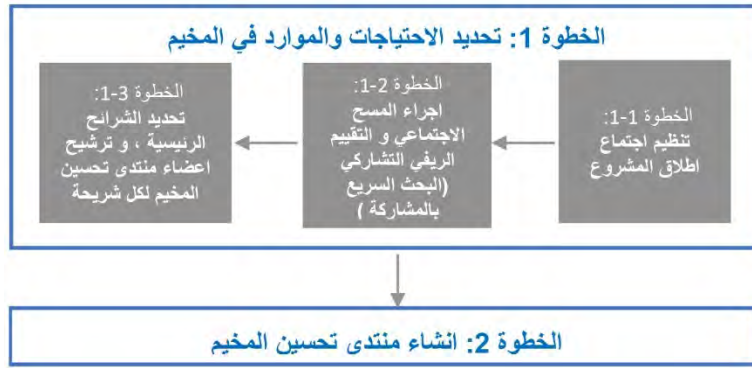 الخطوة 1: تحديد الاحتياجات والموارد في المخيم
الخطوة 1-1:
تنظيم اجتماع
اطلاق المشروع
الخطوة 2-1:
اجراء المسح
الاجتماعي و التقييم
الريفي التشاركي
(البحث السريع
بالمشاركة )
الخطوة 3-1:
تحديد الشرائح
الرئيسية ، و ترشيح
اعضاء منتدى تحسين
المخيم لكل شريحة
الخطوة 2: انشاء منتدى تحسين المخيم